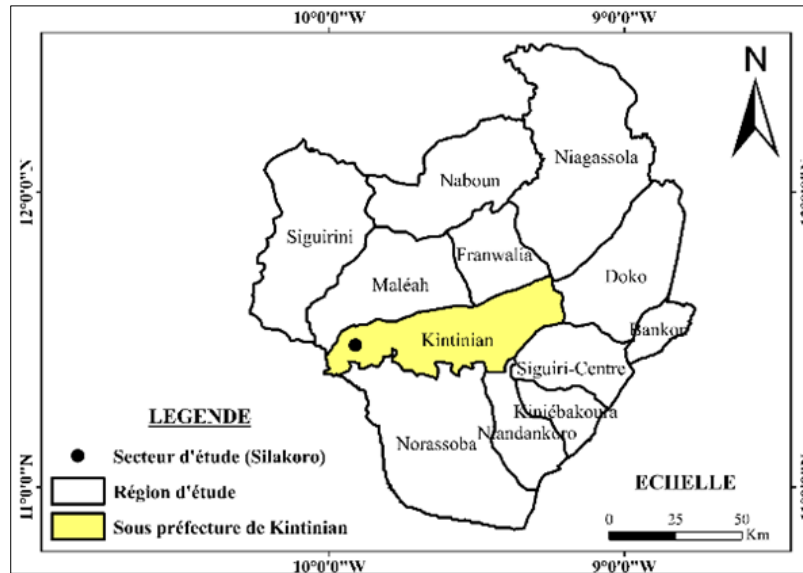 10°0'0"W 9°0'0"W
N
Niagassola
Naboun
12°0'0"N
Siguirini
Franwalia
Doko
Maléah
Bankon
Kintinian
Siguiri-Centre
LEGENDE
Kiniébakoura
Secteur d'étude (Silakoro)
Norassoba
Ntandankoro
Région d'étude
ECHELLE
11°0'0"N
Sous préfecture de Kintinian
0 25 50
Km
10°0'0"W 9°0'0"W